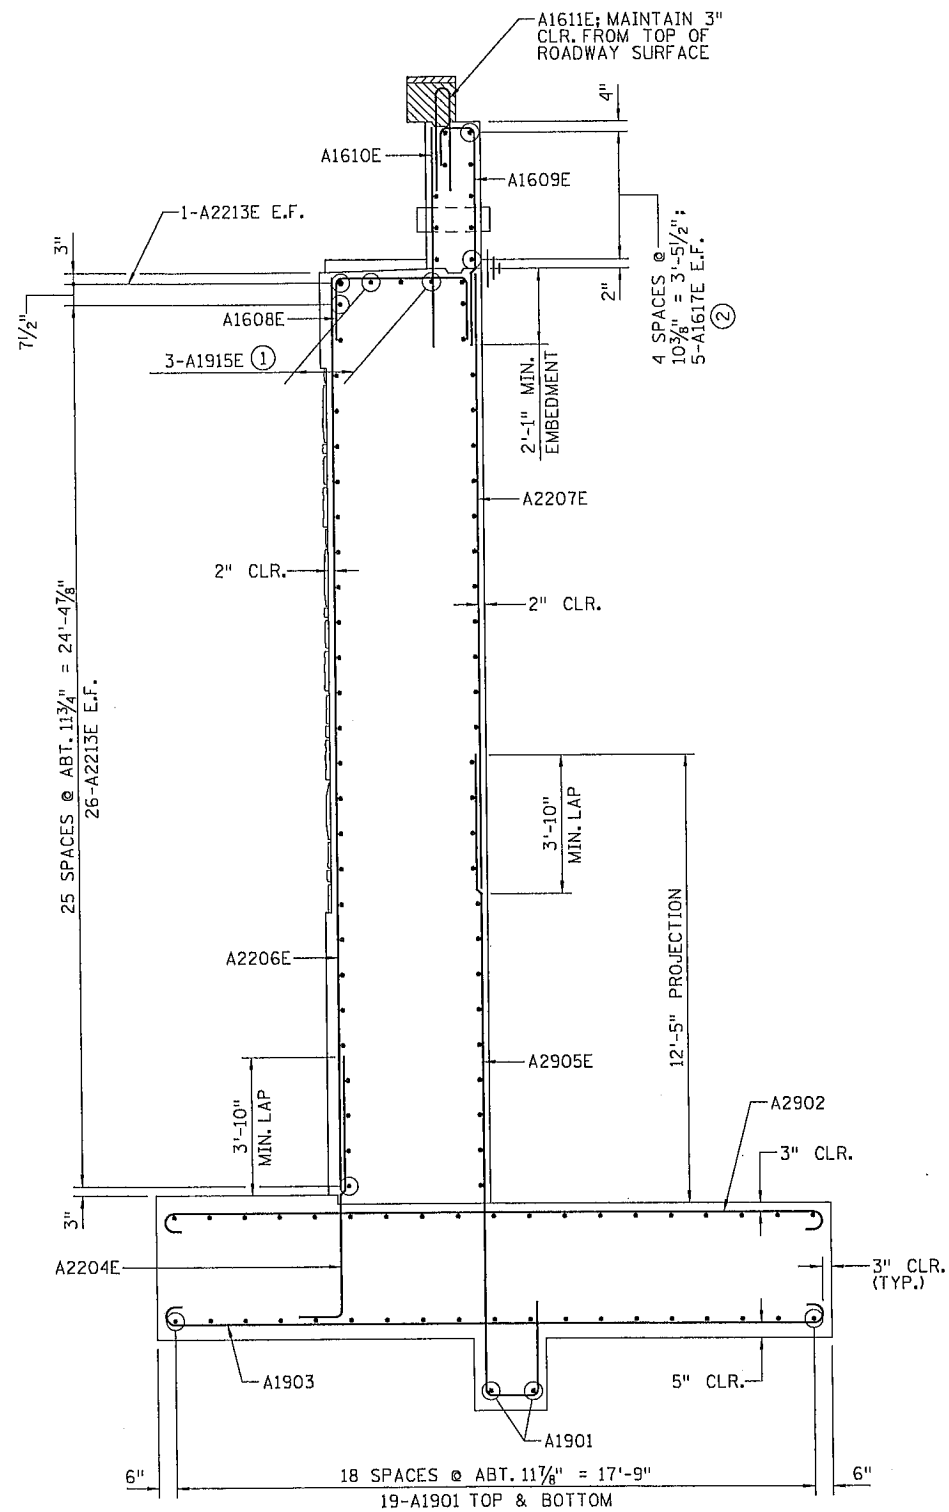 A1611E; MAINTAIN 3"
CLR. FROM TOP OF
ROADWAY SURFACE
4"
A1610E
A1609E
1-A2213E E.F.
3"
4 SPACES @
10⅜" = 3'-5½";
5-A1617E E.F.
②
2"
7½"
A1608E
3-A1915E ①
2'-1" MIN.
EMBEDMENT
A2207E
2" CLR.
2" CLR.
25 SPACES @ ABT. 11¾" = 24'-4⅞"
26-A2213E E.F.
3'-10"
MIN. LAP
12'-5" PROJECTION
A2206E
A2905E
3'-10"
MIN. LAP
A2902
3" CLR.
3"
A2204E
3" CLR.
(TYP.)
A1903
5" CLR.
A1901
6"
18 SPACES @ ABT. 11⅞" = 17'-9"
6"
19-A1901 TOP & BOTTOM